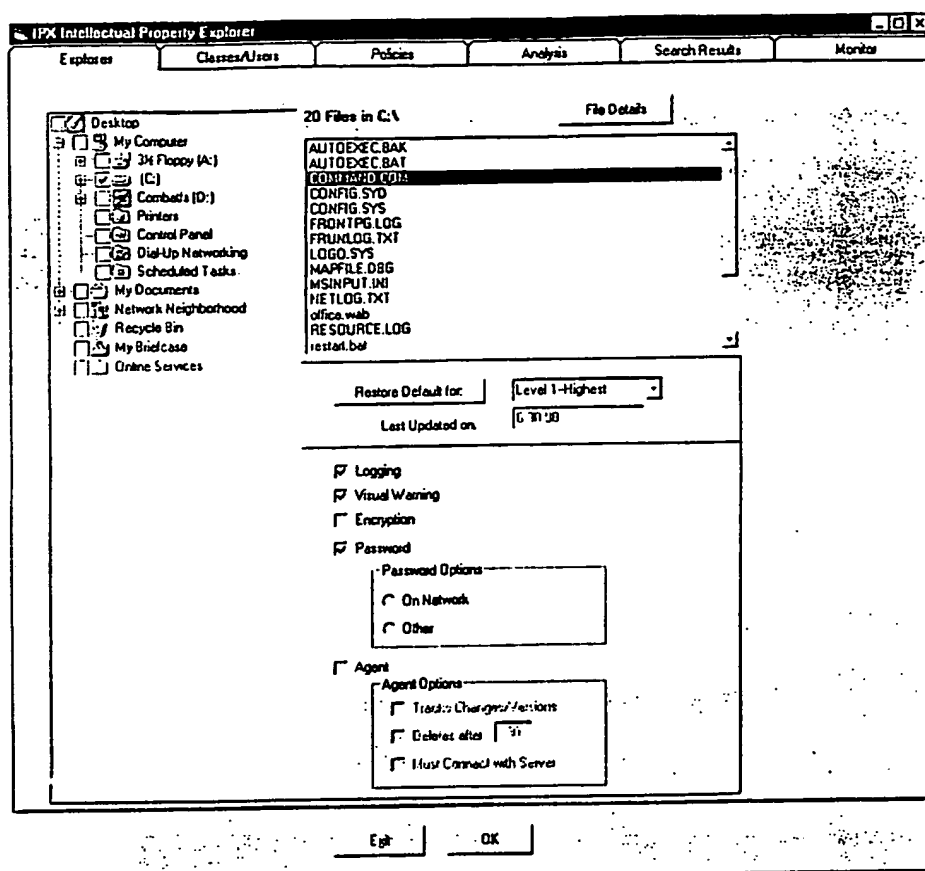 IPX Intellectual Property Explorer
Explorer Classes/Users Policies Analysis Search Results Monitor
20 Files in C:\
File Details
Desktop
My Computer
3½ Floppy (A:)
(C:)
(D:)
Printers
Control Panel
Dial-Up Networking
Scheduled Tasks
My Documents
Network Neighborhood
Recycle Bin
My Briefcase
Online Services
AUTOEXEC.BAK
AUTOEXEC.BAT
COMMAND.COM
CONFIG.SYD
CONFIG.SYS
FRONTPG.LOG
FRUNLOG.TXT
LOGO.SYS
MAPFILE.DBG
MSINPUT.INI
NETLOG.TXT
office.wab
RESOURCE.LOG
restart.bat
Restore Default for:
Level 1-Highest
Last Updated on:
Logging
Visual Warning
Encryption
Password
Password Options
On Network
Other
Agent
Agent Options
Tracks Changes/Versions
Deletes after
Must Connect with Server
Exit
OK